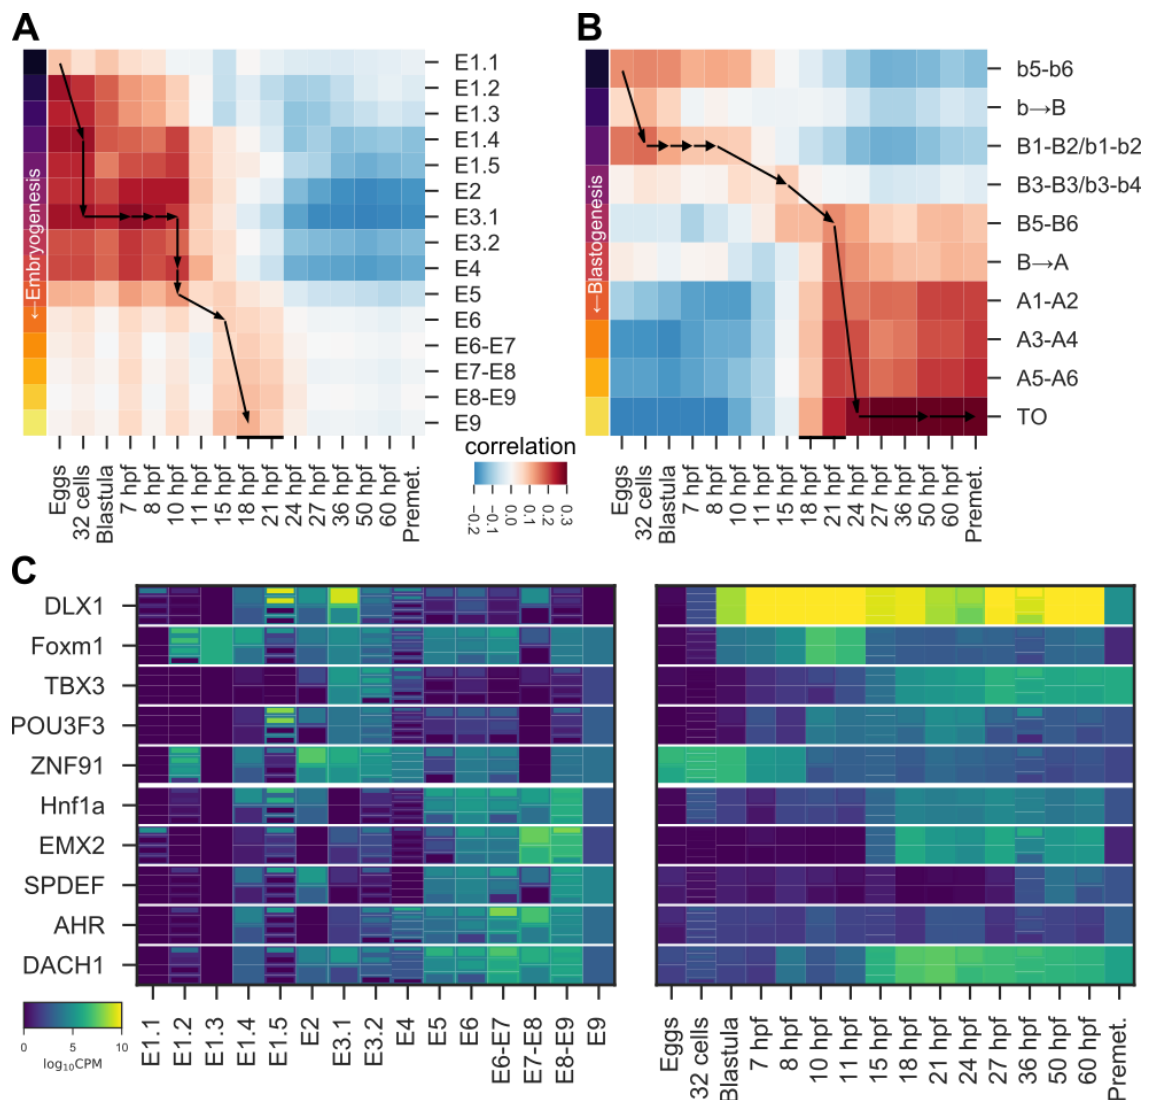 A
E1.1
E1.2
E1.3
E1.4
E1.5
E2
E3.1
E3.2
E4
E5
E6
E6-E7
E7-E8
E8-E9
E9
←Embryogenesis
Eggs
32 cells
Blastula
7 hpf
8 hpf
10 hpf
11 hpf
15 hpf
18 hpf
21 hpf
24 hpf
27 hpf
36 hpf
50 hpf
60 hpf
Premet.
correlation
−0.2
−0.1
0.0
0.1
0.2
0.3
B
b5-b6
b→B
B1-B2/b1-b2
B3-B3/b3-b4
B5-B6
B→A
A1-A2
A3-A4
A5-A6
TO
←Blastogenesis
Eggs
32 cells
Blastula
7 hpf
8 hpf
10 hpf
11 hpf
15 hpf
18 hpf
21 hpf
24 hpf
27 hpf
36 hpf
50 hpf
60 hpf
Premet.
C
DLX1
Foxm1
TBX3
POU3F3
ZNF91
Hnf1a
EMX2
SPDEF
AHR
DACH1
0 5 10
log₁₀CPM
E1.1
E1.2
E1.3
E1.4
E1.5
E2
E3.1
E3.2
E4
E5
E6
E6-E7
E7-E8
E8-E9
E9
Eggs
32 cells
Blastula
7 hpf
8 hpf
10 hpf
11 hpf
15 hpf
18 hpf
21 hpf
24 hpf
27 hpf
36 hpf
50 hpf
60 hpf
Premet.